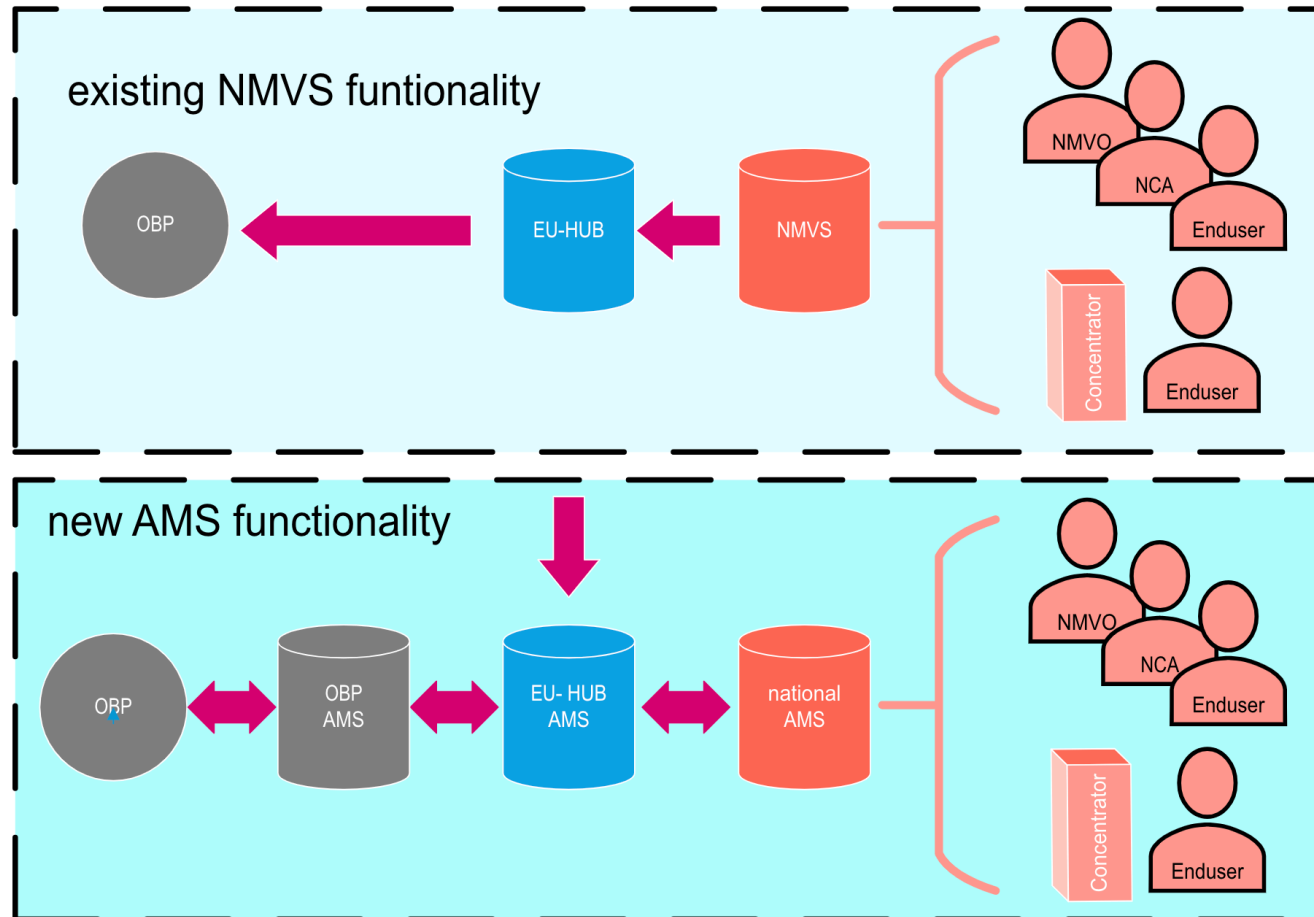 existing NMVS funtionality
OBP
EU-HUB
NMVS
NMVO
NCA
Enduser
Concentrator
Enduser
new AMS functionality
OBP
OBP
AMS
EU- HUB
AMS
national
AMS
NMVO
NCA
Enduser
Concentrator
Enduser